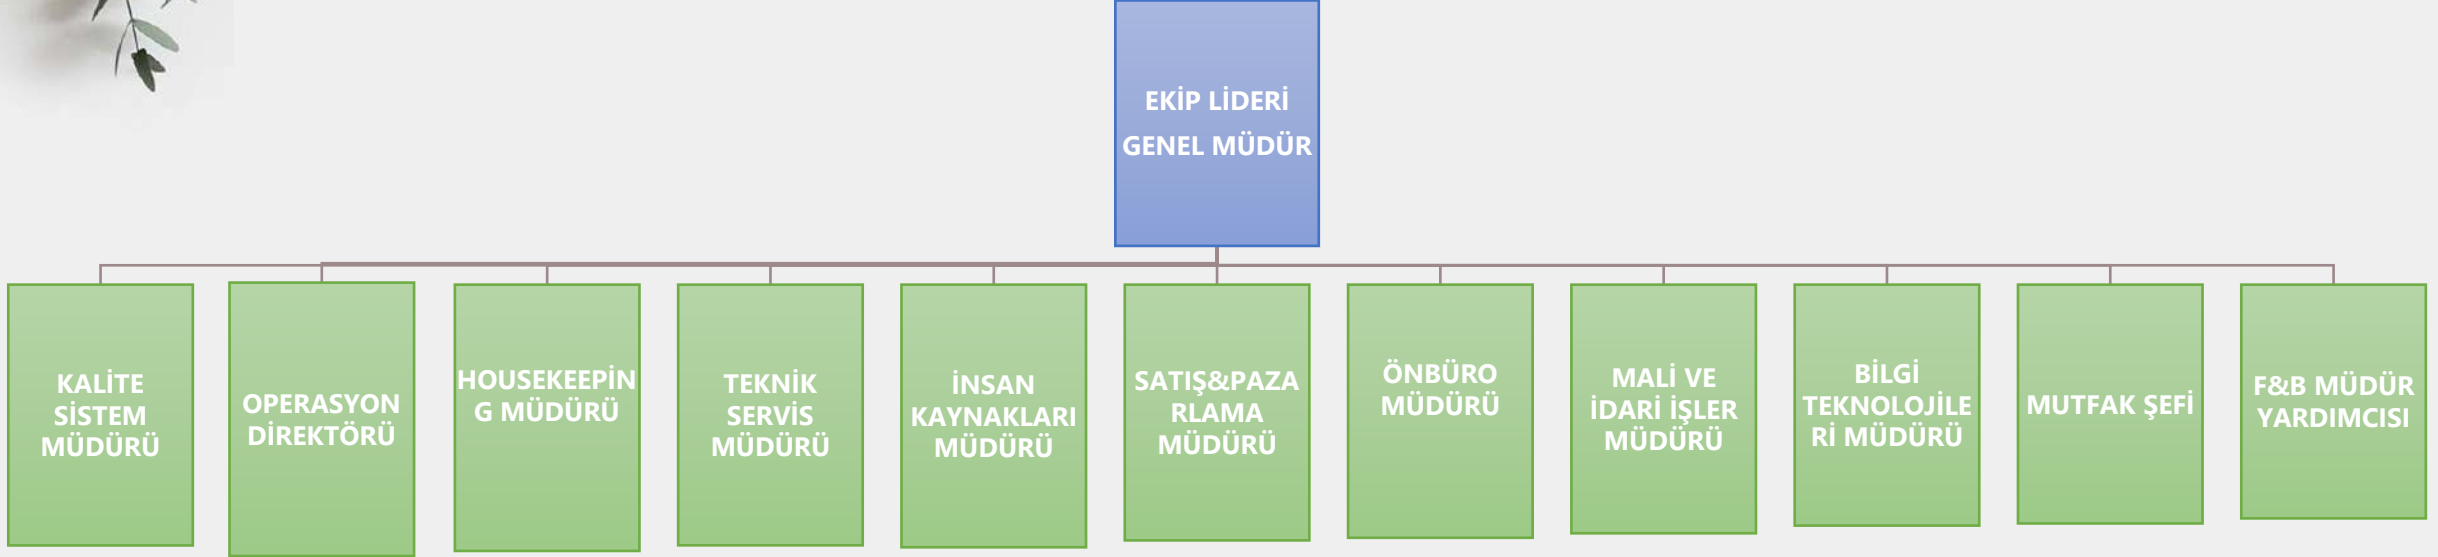 EKİP LİDERİ
GENEL MÜDÜR
KALİTE
SİSTEM
MÜDÜRÜ
OPERASYON
DİREKTÖRÜ
HOUSEKEEPİN
G MÜDÜRÜ
TEKNİK
SERVİS
MÜDÜRÜ
İNSAN
KAYNAKLARI
MÜDÜRÜ
SATIŞ&PAZA
RLAMA
MÜDÜRÜ
ÖNBÜRO
MÜDÜRÜ
MALİ VE
İDARİ İŞLER
MÜDÜRÜ
BİLGİ
TEKNOLOJİLE
Rİ MÜDÜRÜ
MUTFAK ŞEFİ
F&B MÜDÜR
YARDIMCISI